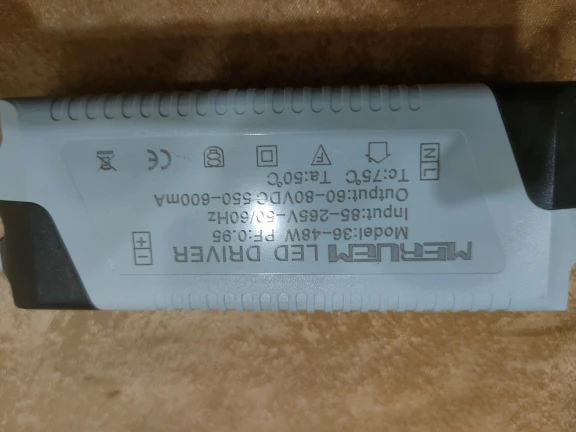 MERUEM LED DRIVER
Model:36-48W PF:0.95
Input:85-265V~50/60Hz
Output:60-80VDC 550-600mA
Tc:75℃ Ta:50℃
+ -
N L
F
CE